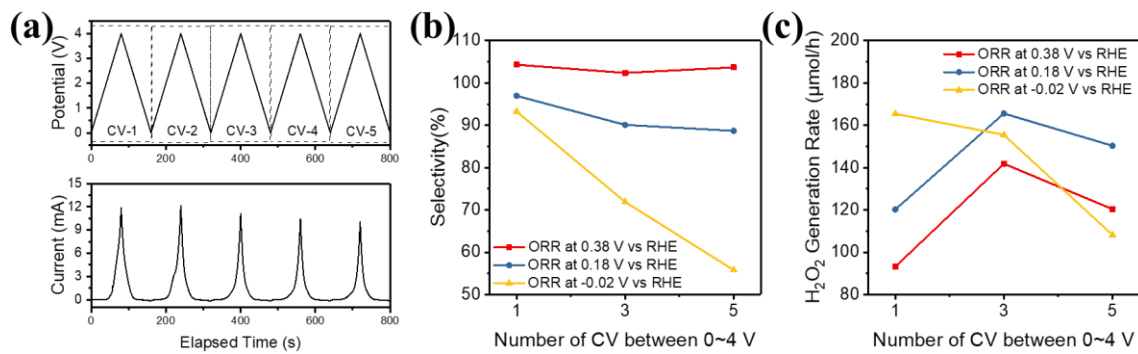 (a)
Potential (V)
4
3
2
1
0
CV-1 CV-2 CV-3 CV-4 CV-5
0 200 400 600 800
Current (mA)
15
12
9
6
3
0
0 200 400 600 800
Elapsed Time (s)
(b)
Selectivity(%)
110
100
90
80
70
60
50
ORR at 0.38 V vs RHE
ORR at 0.18 V vs RHE
ORR at -0.02 V vs RHE
1 3 5
Number of CV between 0~4 V
(c)
H₂O₂ Generation Rate (μmol/h)
200
180
160
140
120
100
80
ORR at 0.38 V vs RHE
ORR at 0.18 V vs RHE
ORR at -0.02 V vs RHE
1 3 5
Number of CV between 0~4 V